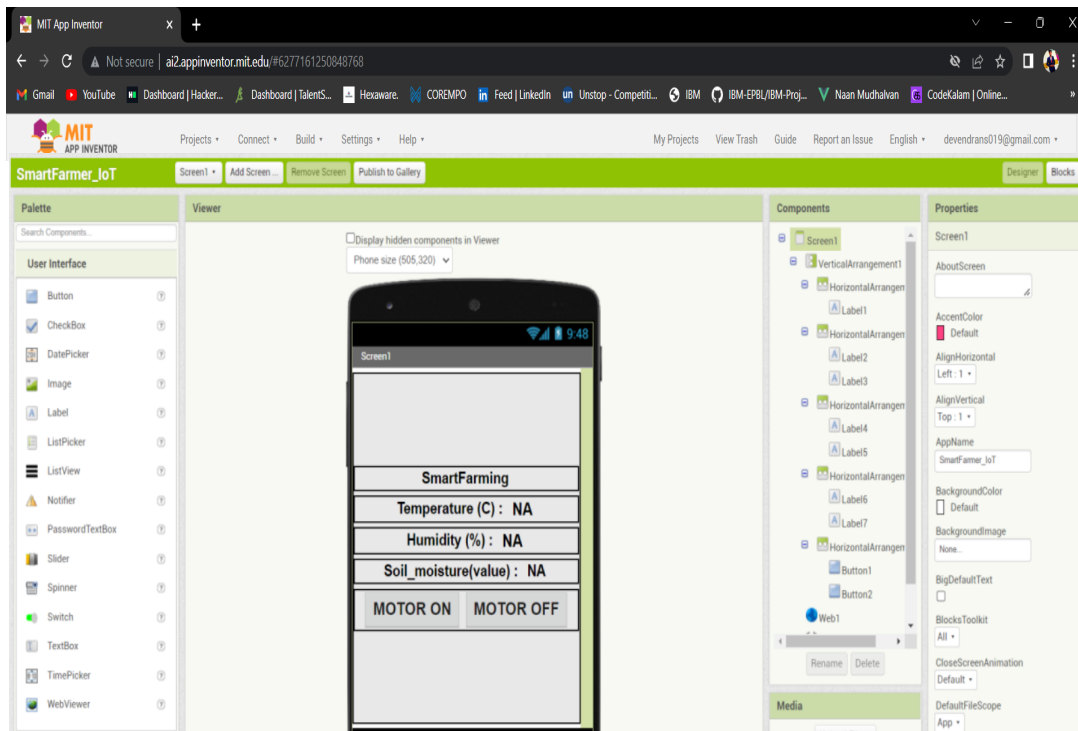 MIT App Inventor
Not secure | ai2.appinventor.mit.edu/#6277161250848768
Gmail YouTube Dashboard | Hacker... Dashboard | TalentS... Hexaware. COREMPO Feed | LinkedIn Unstop - Competiti... IBM IBM-EPBL/IBM-Proj... Naan Mudhalvan CodeKalam | Online... »
MIT
APP INVENTOR
Projects Connect Build Settings Help My Projects View Trash Guide Report an Issue English devendrans019@gmail.com
SmartFarmer_IoT Screen1 Add Screen ... Remove Screen Publish to Gallery Designer Blocks
Palette
Search Components...
User Interface
Button
CheckBox
DatePicker
Image
Label
ListPicker
ListView
Notifier
PasswordTextBox
Slider
Spinner
Switch
TextBox
TimePicker
WebViewer
Viewer
Display hidden components in Viewer
Phone size (505,320)
9:48
Screen1
SmartFarming
Temperature (C) : NA
Humidity (%) : NA
Soil_moisture(value) : NA
MOTOR ON MOTOR OFF
Components
Screen1
VerticalArrangement1
HorizontalArrangem
Label1
HorizontalArrangem
Label2
Label3
HorizontalArrangem
Label4
Label5
HorizontalArrangem
Label6
Label7
HorizontalArrangem
Button1
Button2
Web1
Rename Delete
Media
Properties
Screen1
AboutScreen
AccentColor
Default
AlignHorizontal
Left : 1
AlignVertical
Top : 1
AppName
SmartFarmer_IoT
BackgroundColor
Default
BackgroundImage
None...
BigDefaultText
BlocksToolkit
All
CloseScreenAnimation
Default
DefaultFileScope
App